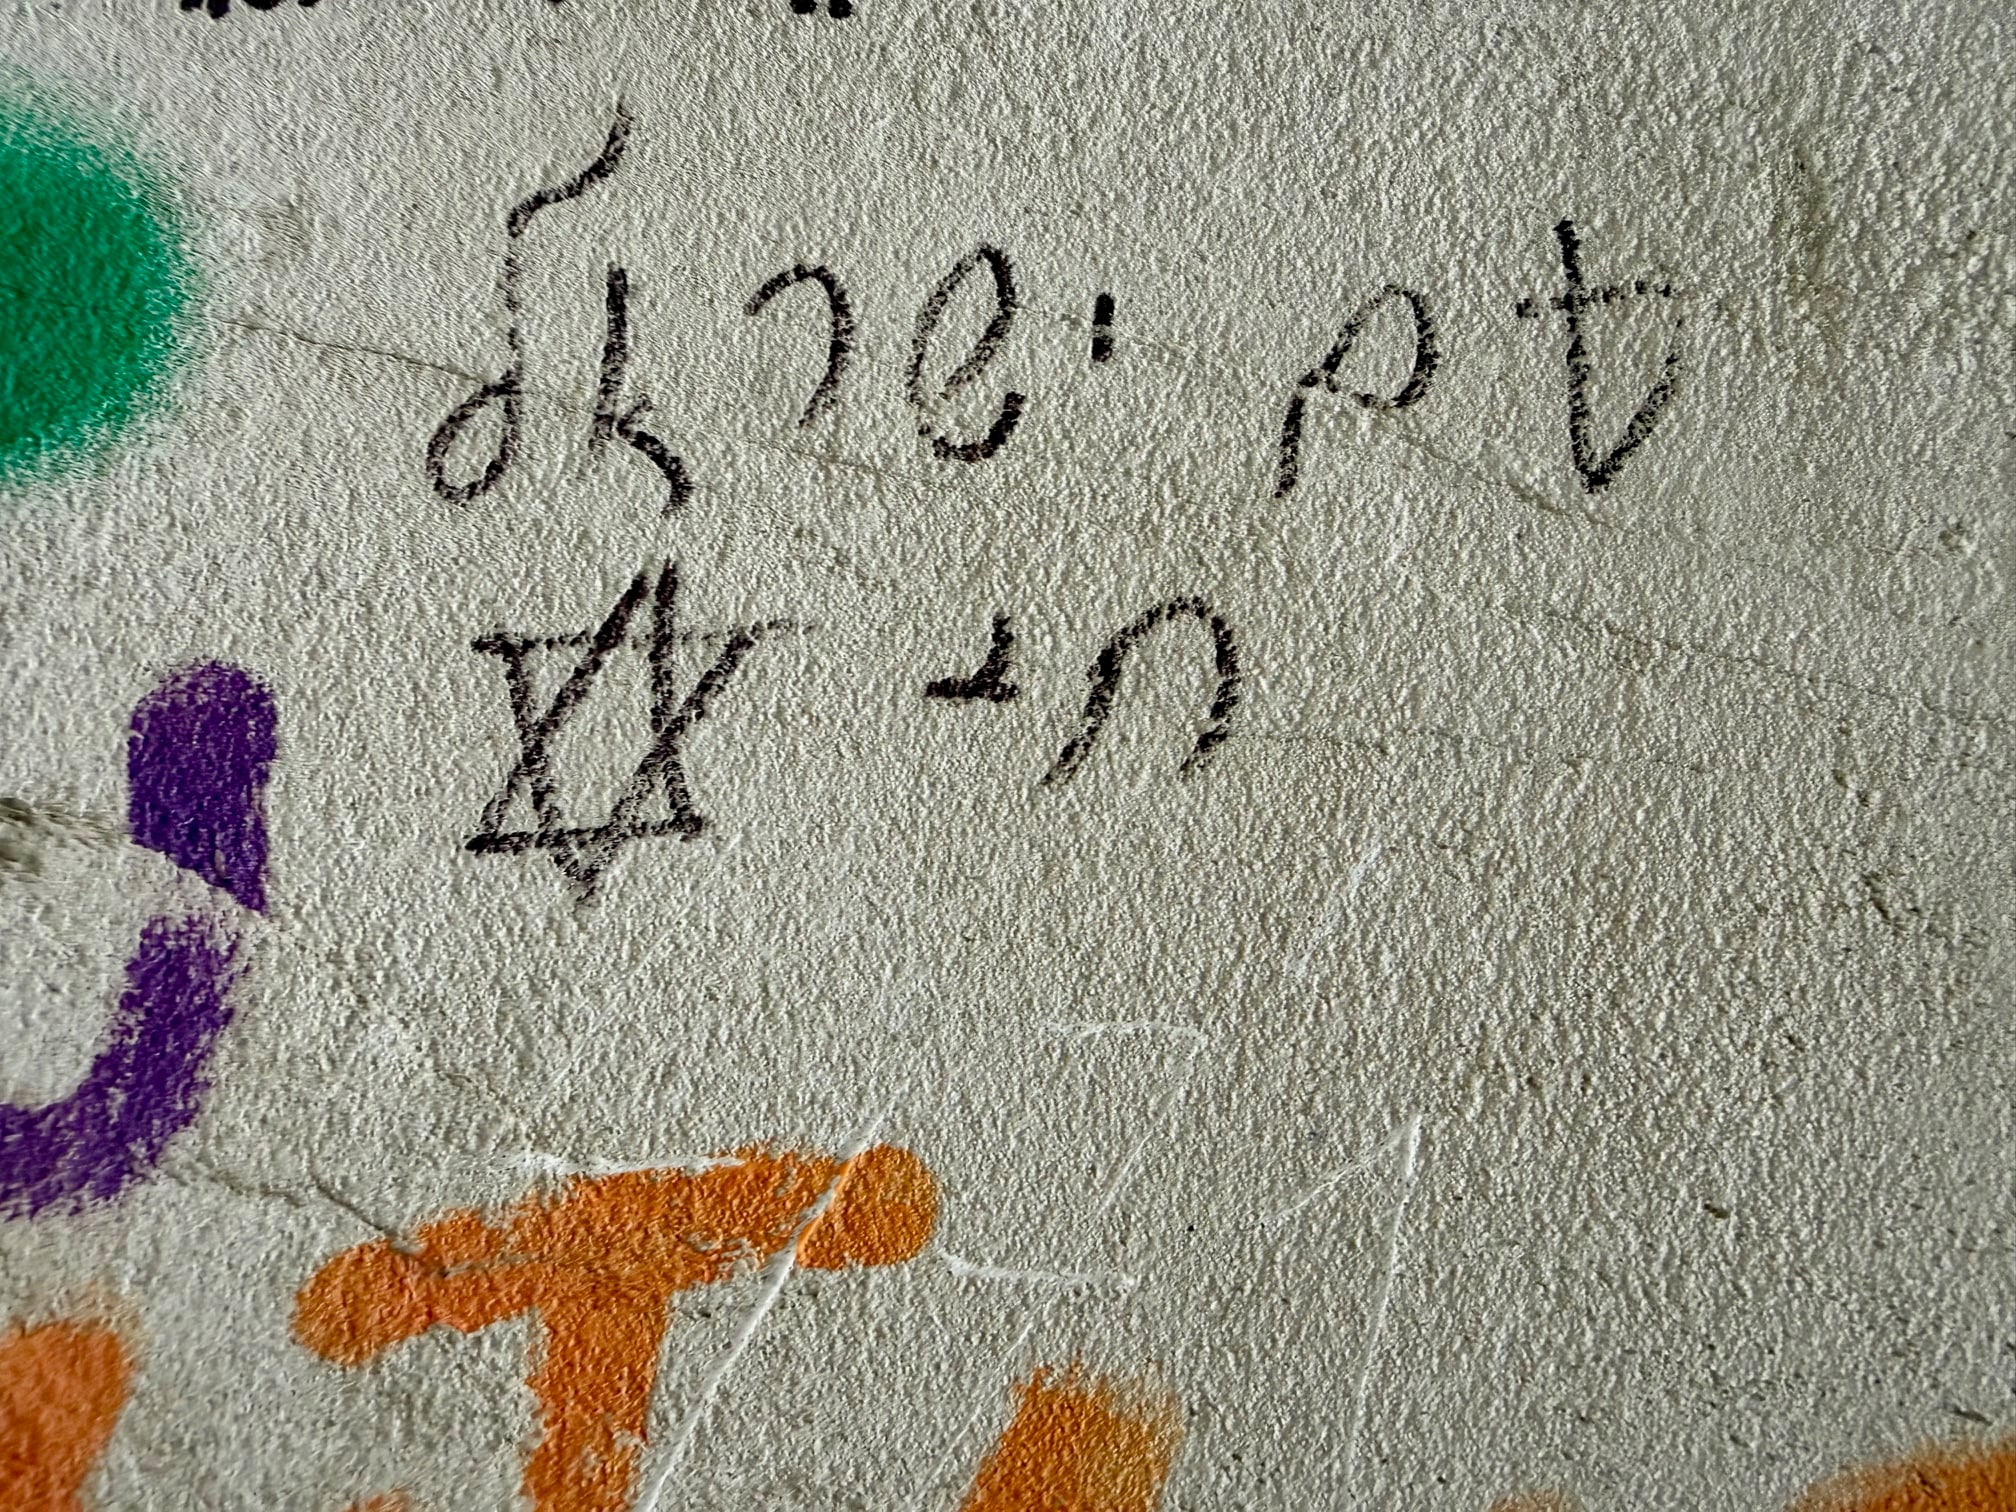 עם ישראל
חי ✡